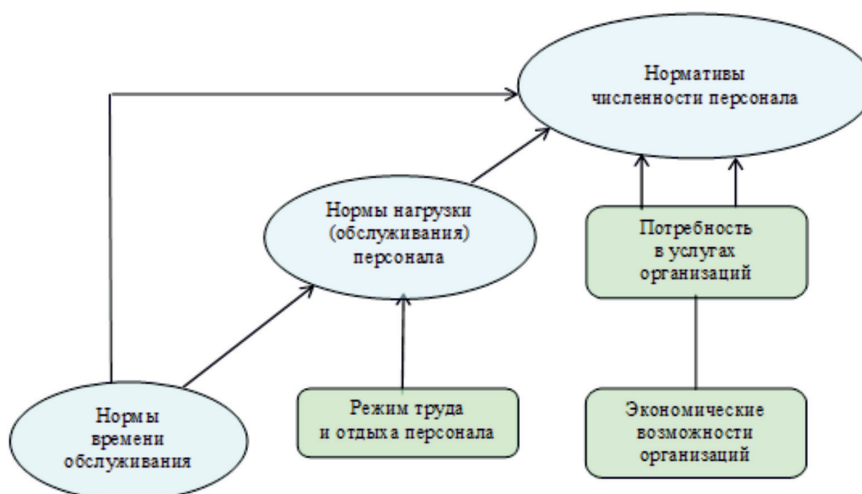 Нормативы
численности персонала
Нормы нагрузки
(обслуживания)
персонала
Потребность
в услугах
организаций
Нормы
времени
обслуживания
Режим труда
и отдыха персонала
Экономические
возможности
организаций